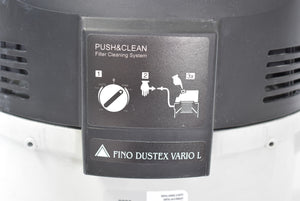 PUSH&CLEAN
Filter Cleaning System
1 2 3x
FINO DUSTEX VARIO L